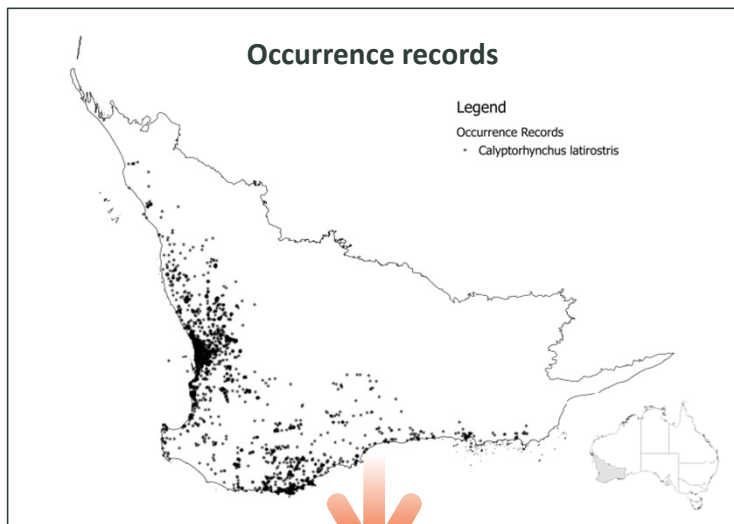 Occurrence records
Legend
Occurrence Records
Calyptorhynchus latirostris